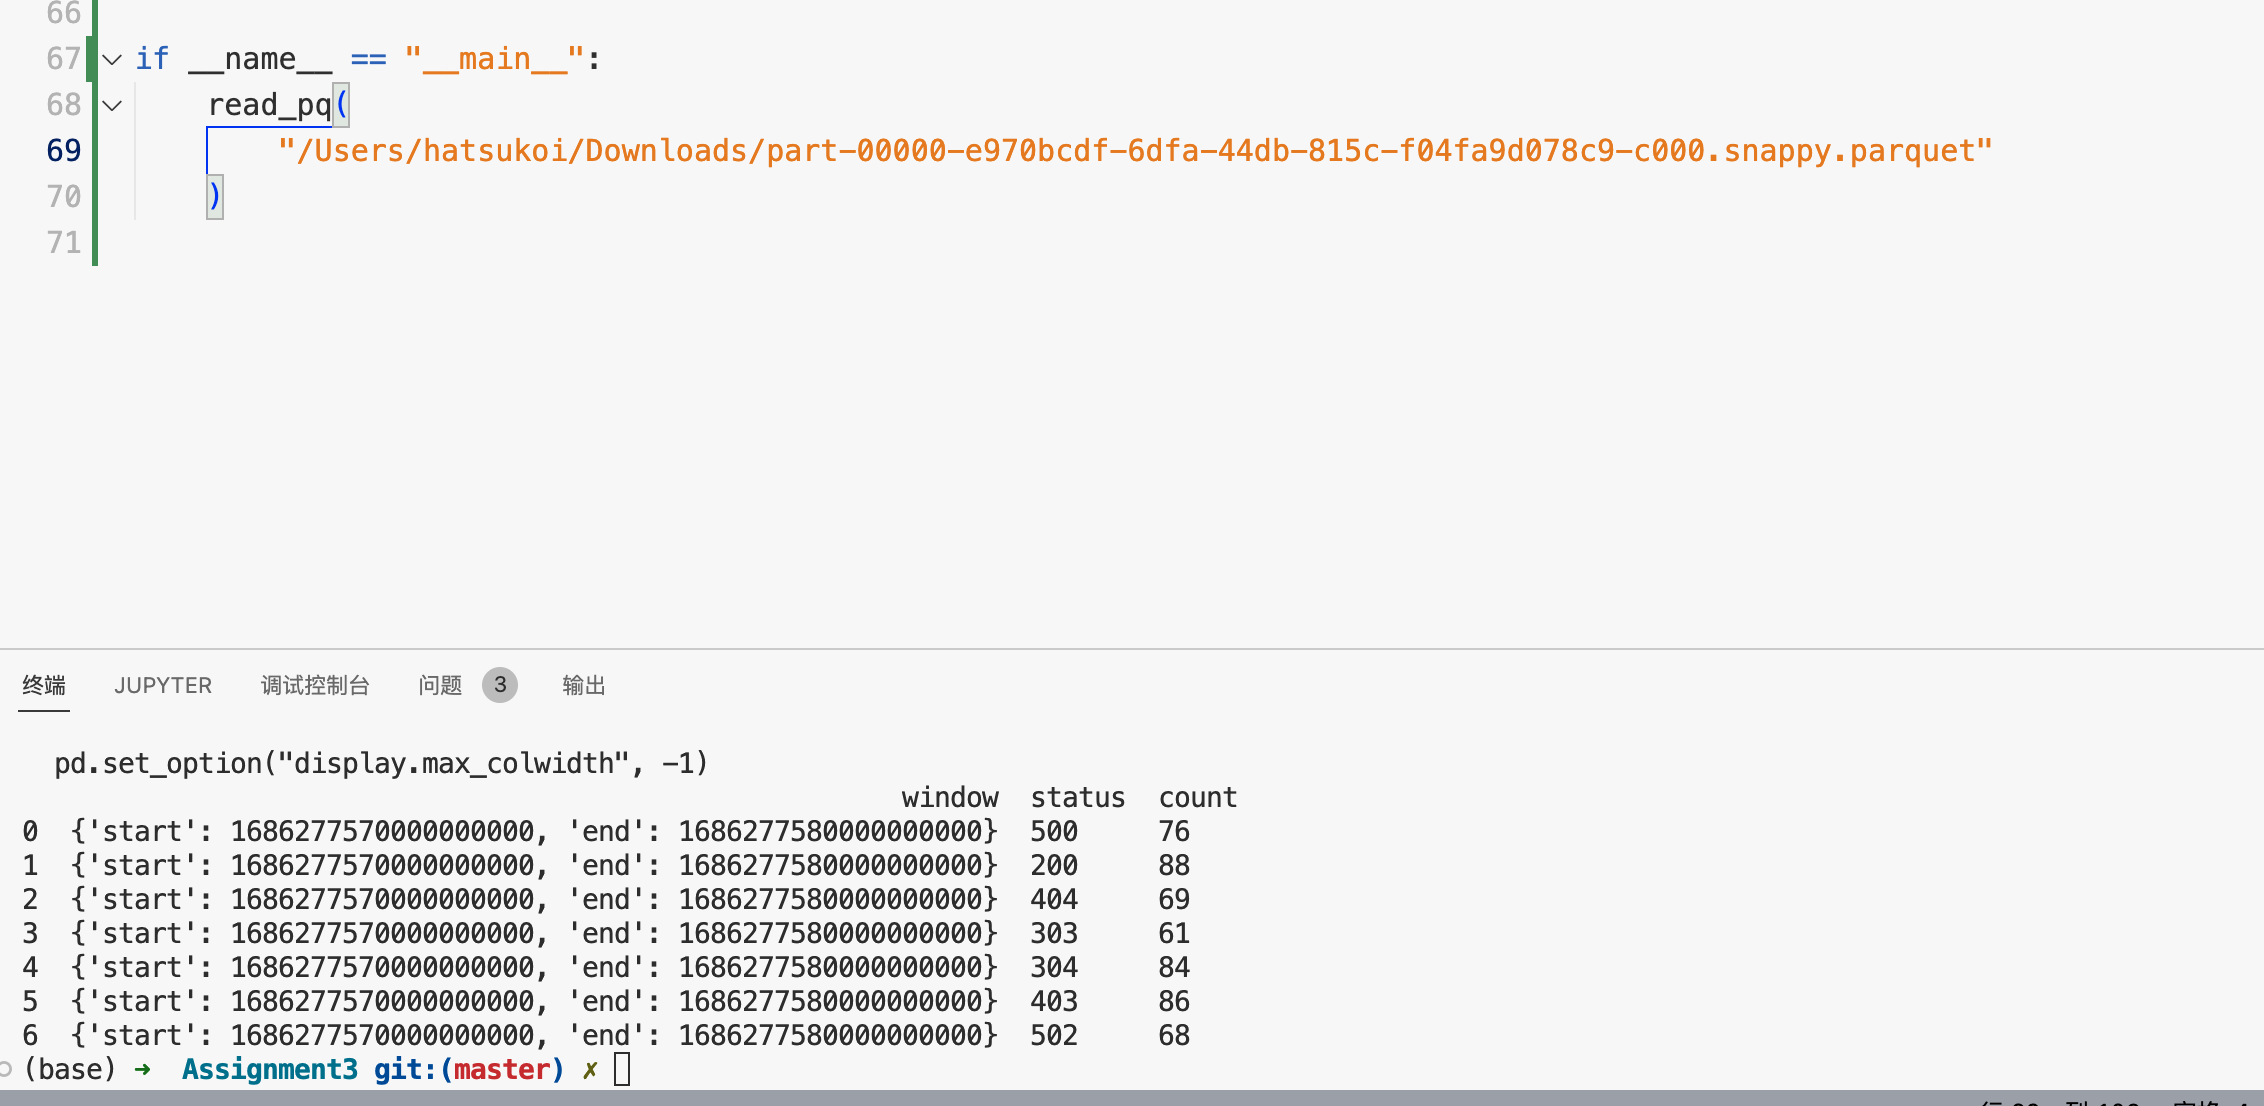 66
67 if __name__ == "__main__":
68 read_pq(
69 "/Users/hatsukoi/Downloads/part-00000-e970bcdf-6dfa-44db-815c-f04fa9d078c9-c000.snappy.parquet"
70 )
71
终端 JUPYTER 调试控制台 问题 3 输出
pd.set_option("display.max_colwidth", -1)
window status count
0 {'start': 1686277570000000000, 'end': 1686277580000000000} 500 76
1 {'start': 1686277570000000000, 'end': 1686277580000000000} 200 88
2 {'start': 1686277570000000000, 'end': 1686277580000000000} 404 69
3 {'start': 1686277570000000000, 'end': 1686277580000000000} 303 61
4 {'start': 1686277570000000000, 'end': 1686277580000000000} 304 84
5 {'start': 1686277570000000000, 'end': 1686277580000000000} 403 86
6 {'start': 1686277570000000000, 'end': 1686277580000000000} 502 68
(base) ➜ Assignment3 git:(master) ✗